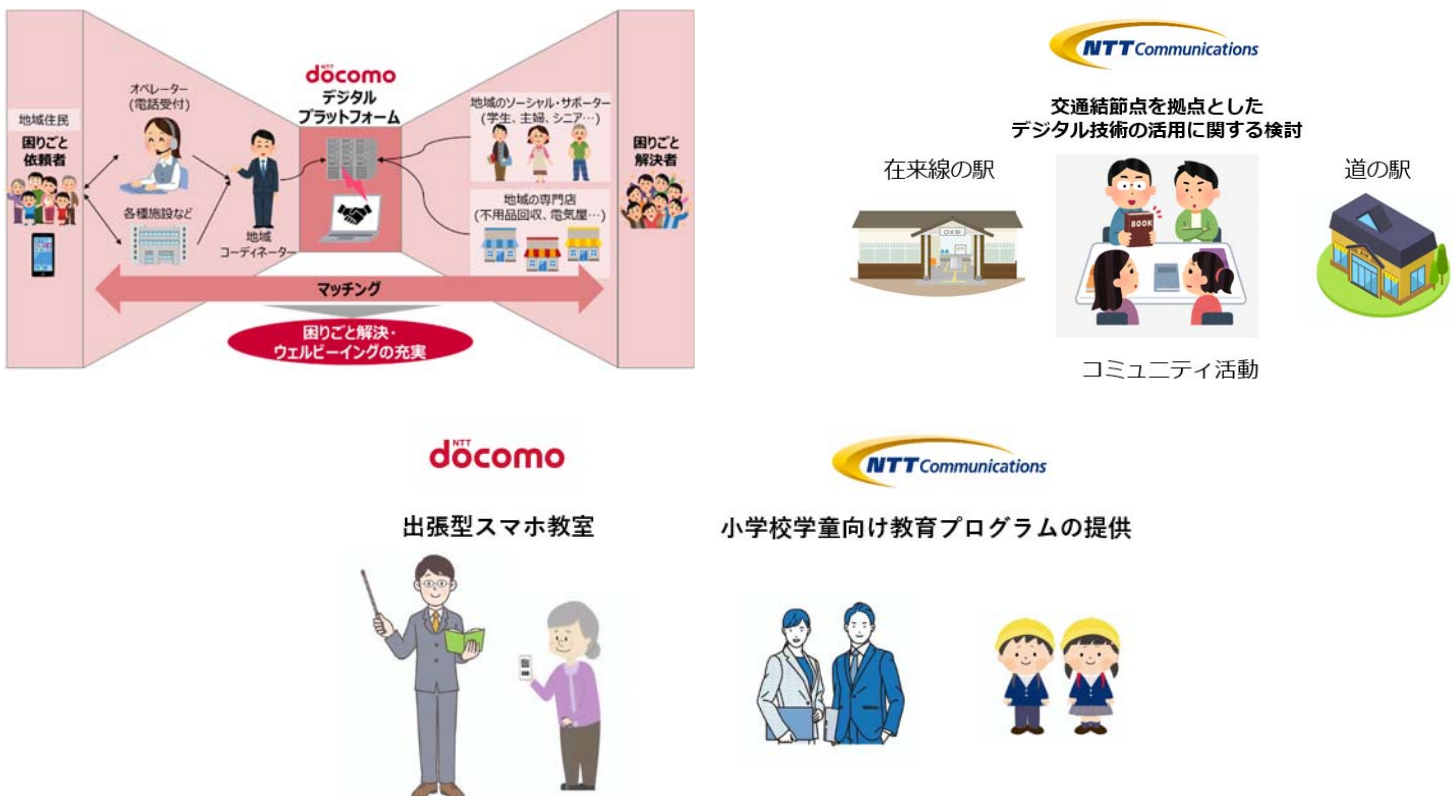 地域住民
困りごと
依頼者
オペレーター
(電話受付)
各種施設など
地域
コーディネーター
NTT
docomo
デジタル
プラットフォーム
地域のソーシャル・サポーター
(学生、主婦、シニア…)
地域の専門店
(不用品回収、電気屋…)
困りごと
解決者
マッチング
困りごと解決・
ウェルビーイングの充実
NTT Communications
交通結節点を拠点とした
デジタル技術の活用に関する検討
在来線の駅
道の駅
BOOK
コミュニティ活動
NTT
docomo
出張型スマホ教室
NTT Communications
小学校学童向け教育プログラムの提供